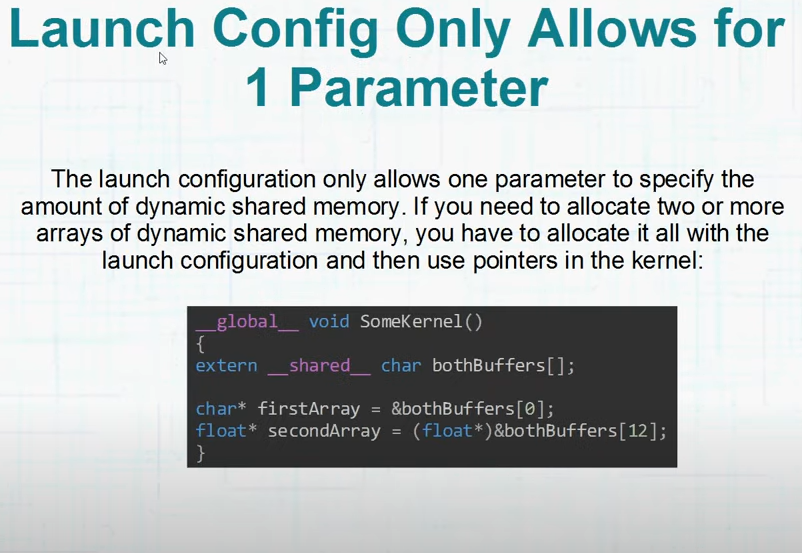 Launch Config Only Allows for
1 Parameter
The launch configuration only allows one parameter to specify the
amount of dynamic shared memory. If you need to allocate two or more
arrays of dynamic shared memory, you have to allocate it all with the
launch configuration and then use pointers in the kernel:
__global__ void SomeKernel()
{
extern __shared__ char bothBuffers[];
char* firstArray = &bothBuffers[0];
float* secondArray = (float*)&bothBuffers[12];
}